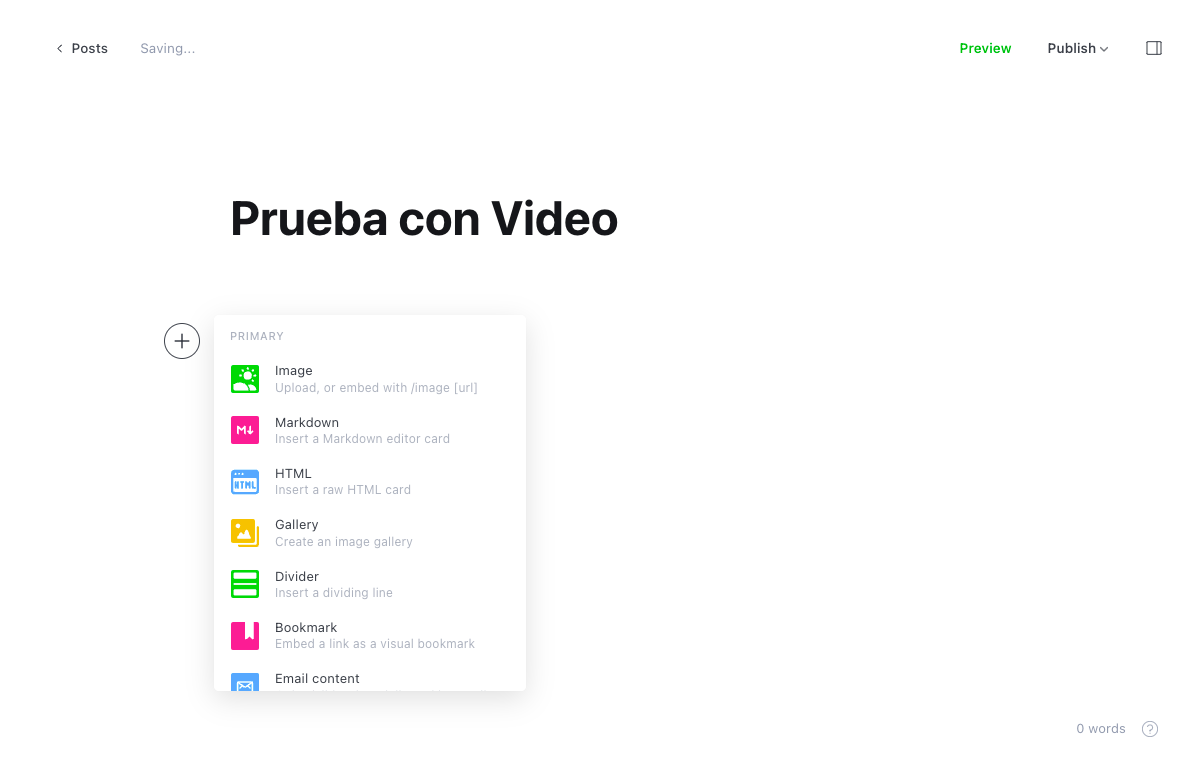 Posts Saving... Preview Publish
Prueba con Video
PRIMARY
Image
Upload, or embed with /image [url]
M
Markdown
Insert a Markdown editor card
HTML
HTML
Insert a raw HTML card
Gallery
Create an image gallery
Divider
Insert a dividing line
Bookmark
Embed a link as a visual bookmark
Email content
0 words ?